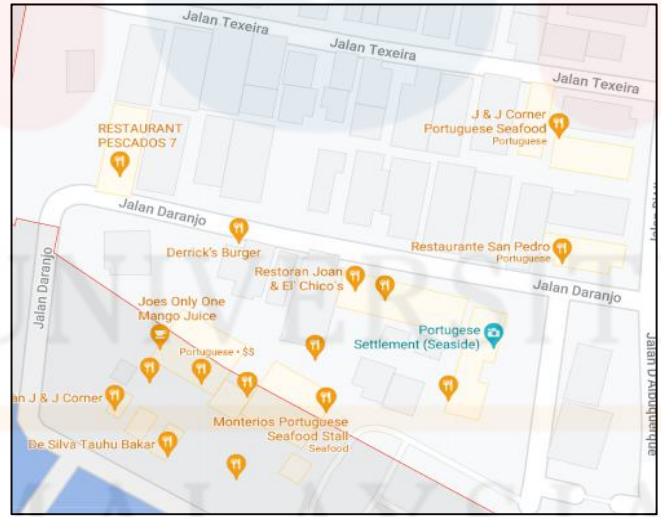 Jalan Texeira
Jalan Texeira
Jalan Texeira
J & J Corner
Portuguese Seafood
Portuguese
RESTAURANT
PESCADOS 7
Jalan Daranjo
Derrick's Burger
Restaurante San Pedro
Portuguese
Restoran Joan
& El' Chico's
Jalan Daranjo
Jalan Daranjo
Joes Only One
Mango Juice
Portugese
Settlement (Seaside)
Portuguese • $$
an J & J Corner
Monterios Portuguese
Seafood Stall
Seafood
De Silva Tauhu Bakar
Jalan D'Albuquerque
UNIVERSIT
MALAYSIA